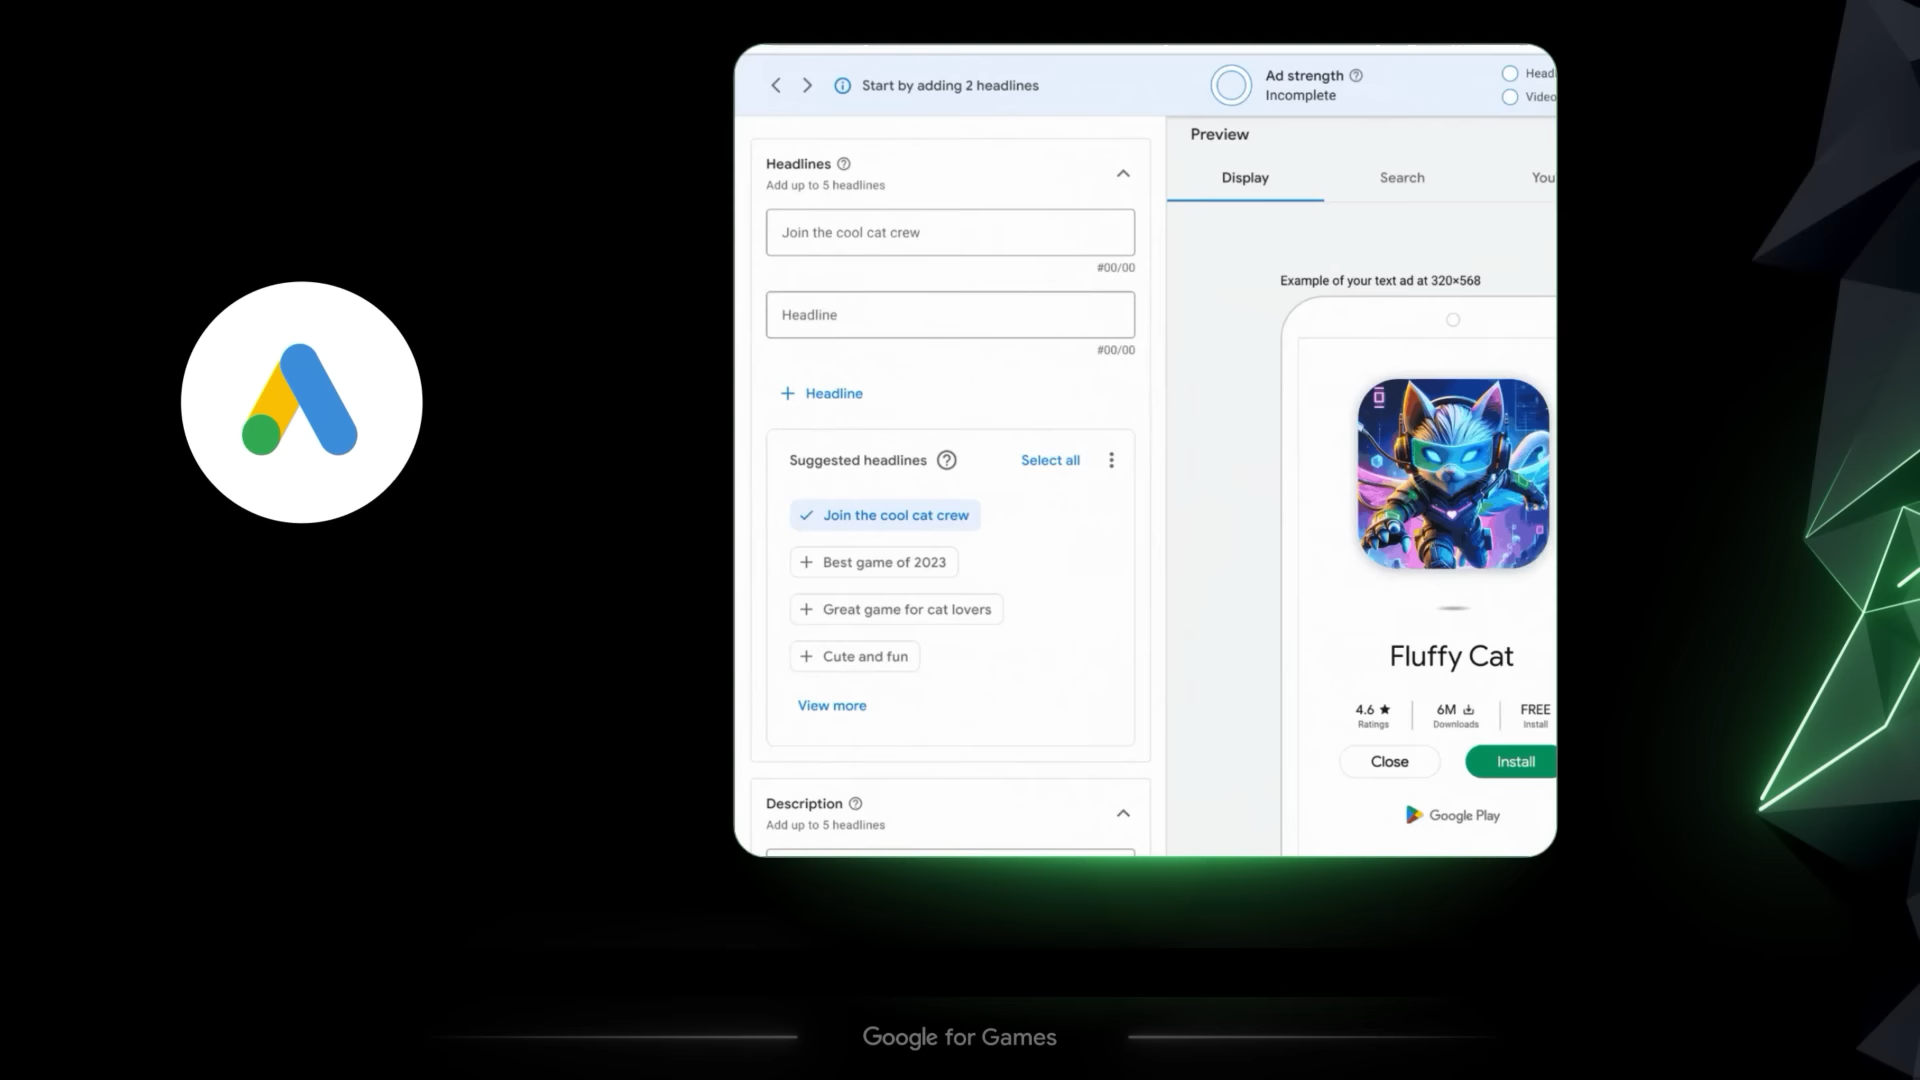 Start by adding 2 headlines
Ad strength
Incomplete
Headlines
Add up to 5 headlines
Join the cool cat crew
#00/00
Headline
#00/00
+ Headline
Suggested headlines
Select all
Join the cool cat crew
+ Best game of 2023
+ Great game for cat lovers
+ Cute and fun
View more
Description
Add up to 5 headlines
Preview
Display
Search
Example of your text ad at 320×568
Fluffy Cat
4.6 ★
Ratings
6M
Downloads
FREE
Install
Close
Install
Google Play
Google for Games